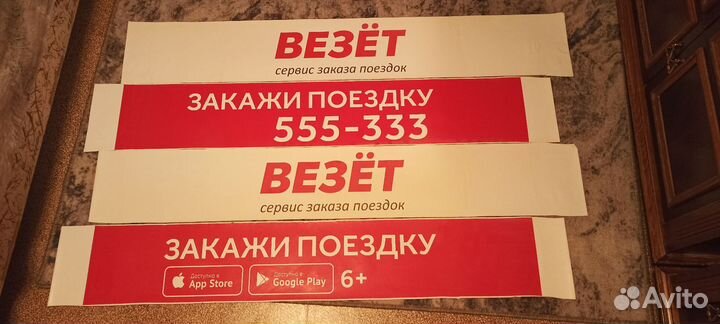 ВЕЗЁТ
сервис заказа поездок
ЗАКАЖИ ПОЕЗДКУ
555-333
ВЕЗЁТ
сервис заказа поездок
ЗАКАЖИ ПОЕЗДКУ
Доступно в
App Store
Доступно в
Google Play
6+
Avito